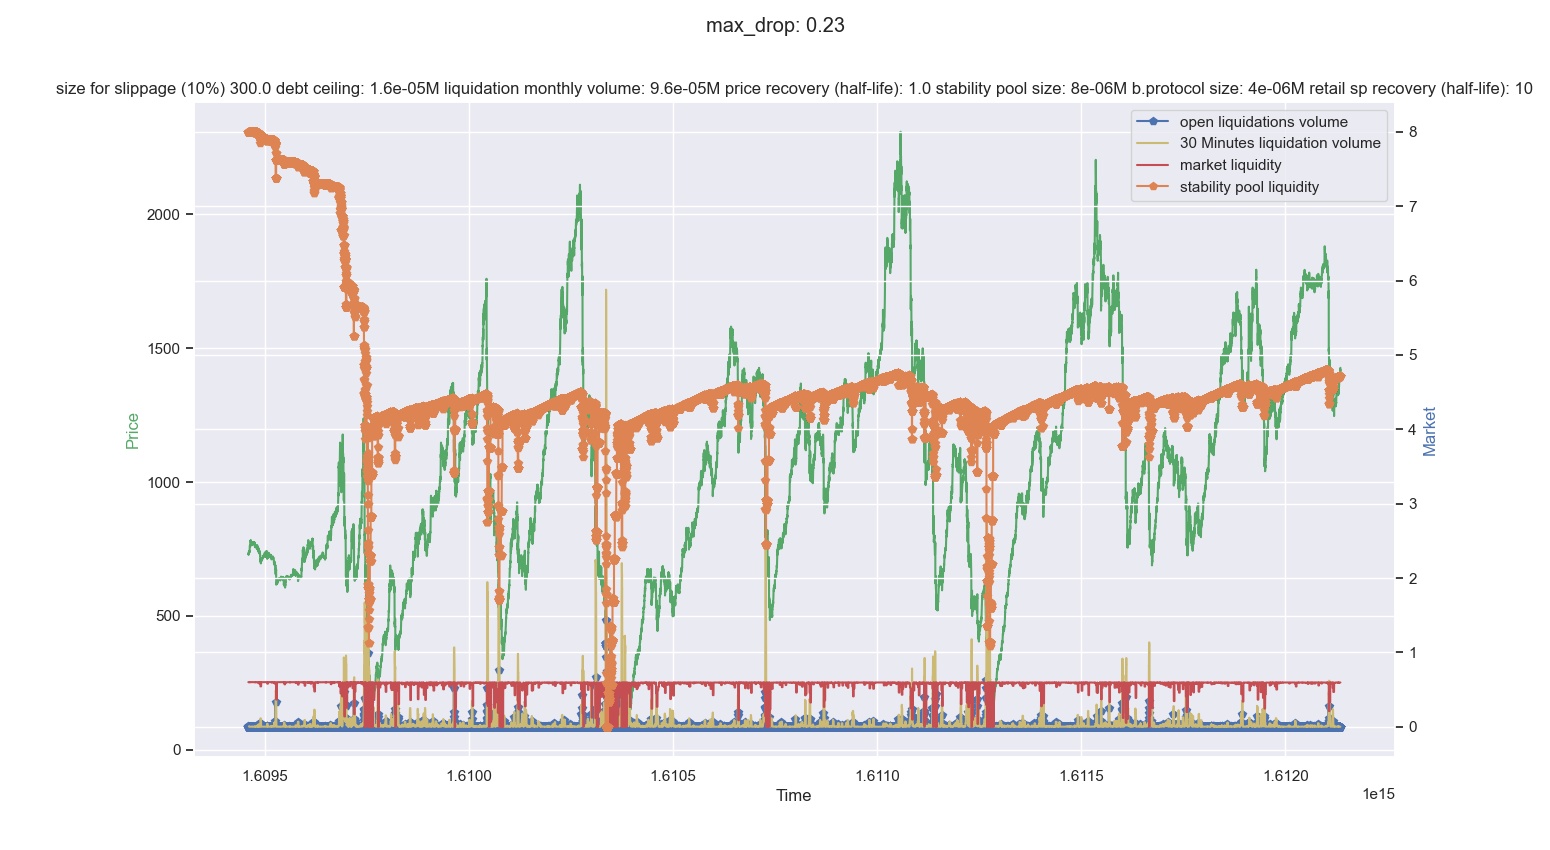 max_drop: 0.23
size for slippage (10%) 300.0 debt ceiling: 1.6e-05M liquidation monthly volume: 9.6e-05M price recovery (half-life): 1.0 stability pool size: 8e-06M b.protocol size: 4e-06M retail sp recovery (half-life): 10
open liquidations volume
30 Minutes liquidation volume
market liquidity
stability pool liquidity
2000
1500
1000
500
0
Price
8
7
6
5
4
3
2
1
0
Market
1.6095 1.6100 1.6105 1.6110 1.6115 1.6120
1e15
Time